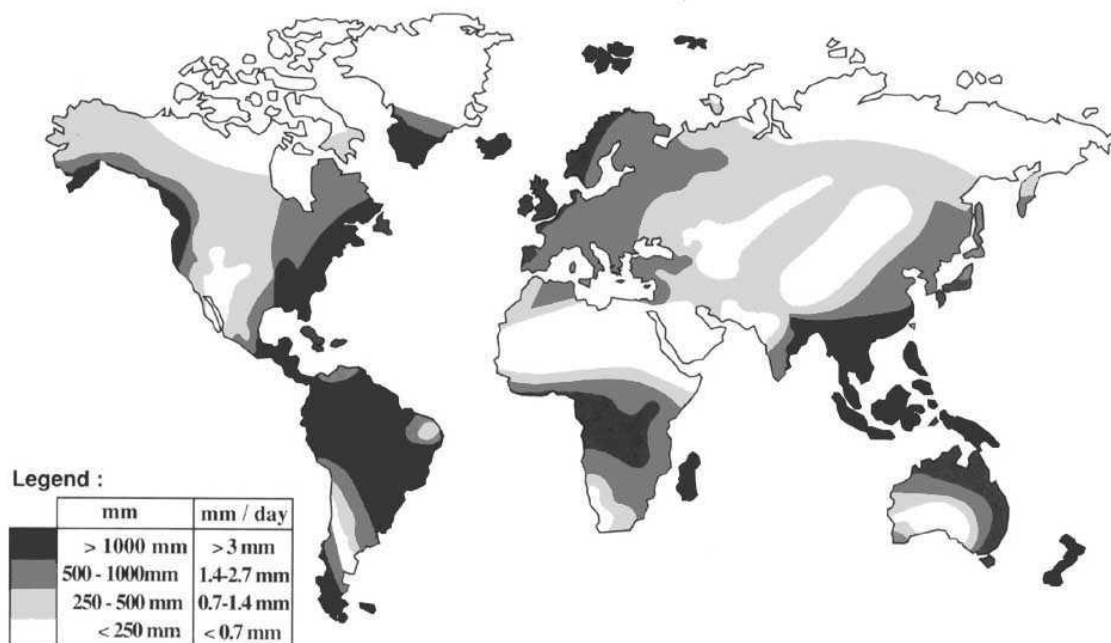 Legend :
mm mm / day
> 1000 mm > 3 mm
500 - 1000mm 1.4-2.7 mm
250 - 500 mm 0.7-1.4 mm
< 250 mm < 0.7 mm